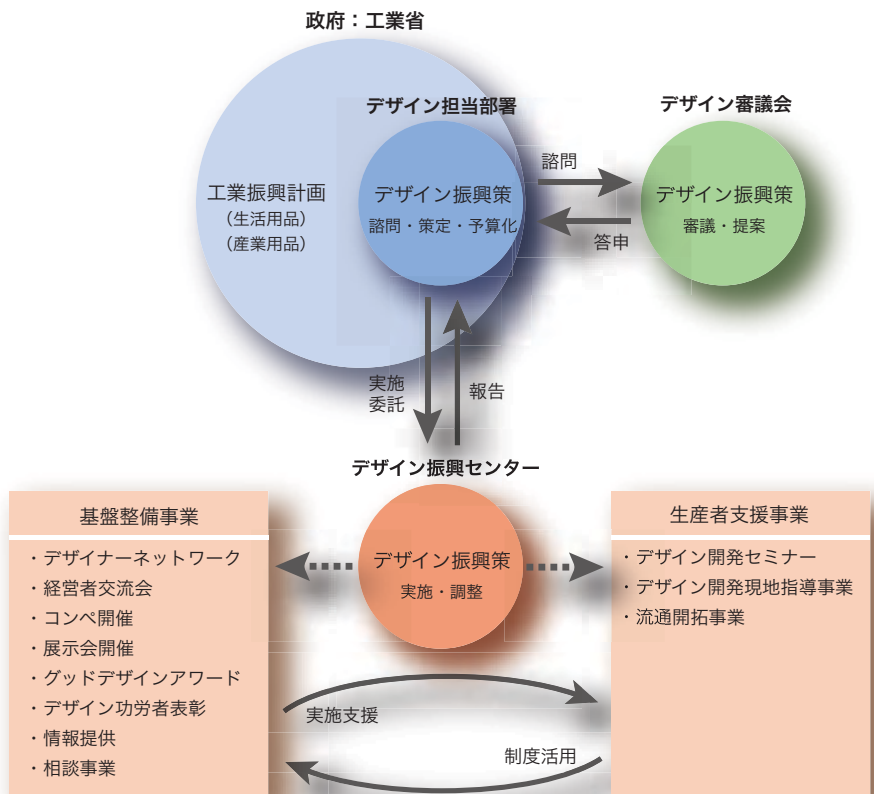 政府：工業省
デザイン担当部署
デザイン審議会
工業振興計画
（生活用品）
（産業用品）
デザイン振興策
諮問・策定・予算化
諮問
答申
デザイン振興策
審議・提案
実施
委託
報告
デザイン振興センター
デザイン振興策
実施・調整
基盤整備事業
・デザイナーネットワーク
・経営者交流会
・コンペ開催
・展示会開催
・グッドデザインアワード
・デザイン功労者表彰
・情報提供
・相談事業
生産者支援事業
・デザイン開発セミナー
・デザイン開発現地指導事業
・流通開拓事業
実施支援
制度活用